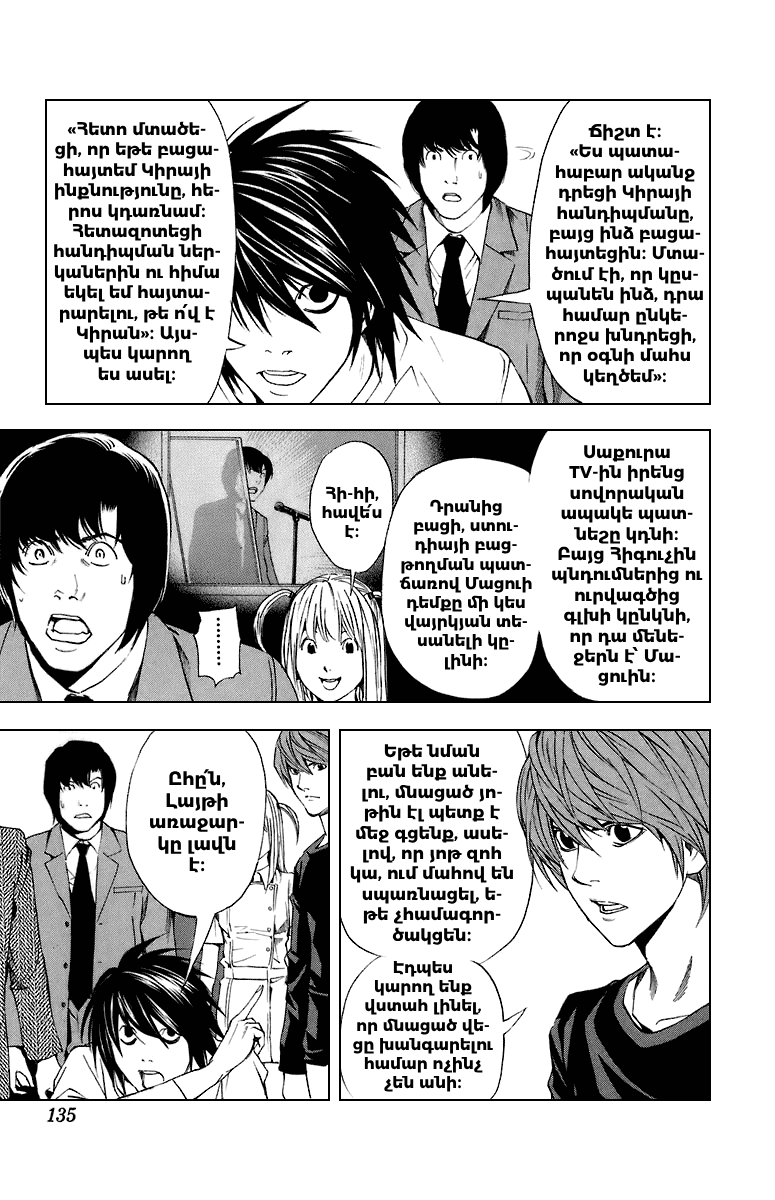 Ճիշտ է:
«Ես պատա-
հաբար ականջ
դրեցի Կիրայի
հանդիպմանը,
բայց ինձ բացա-
հայտեցին: Մտա-
ծում էի, որ կըս-
պանեն ինձ, դրա
համար ընկե-
րոջս խնդրեցի,
որ օգնի մահս
կեղծեմ»:
«Հետո մտածե-
ցի, որ եթե բացա-
հայտեմ Կիրայի
ինքնությունը, հե-
րոս կդառնամ:
Հետազոտեցի
հանդիպման ներ-
կաներին ու հիմա
եկել եմ հայտա-
րարելու, թե ո՛վ է
Կիրան»: Այս-
պես կարող
ես ասել:
Սաքուրա
TV-ին իրենց
սովորական
ապակե պատ-
նեշը կդնի:
Բայց Հիգուչին
պնդումներից ու
ուրվագծից
գլխի կընկնի,
որ դա մենե-
ջերն է՝ Մա-
ցուին:
Դրանից
բացի, ստու-
դիայի բաց-
թողման պատ-
ճառով Մացուի
դեմքը մի կես
վայրկյան տե-
սանելի կը-
լինի:
Հի-հի,
հավե՜ս
է:
........
Եթե նման
բան ենք անե-
լու, մնացած յո-
թին էլ պետք է
մեջ գցենք, ասե-
լով, որ յոթ զոհ
կա, ում մահով են
սպառնացել, ե-
թե չհամագոր-
ծակցեն:
Էդպես
կարող ենք
վստահ լինել,
որ մնացած վե-
ցը խանգարելու
համար ոչինչ
չեն անի:
Ըհը՜ն,
Լայթի
առաջար-
կը լավն
է:
135